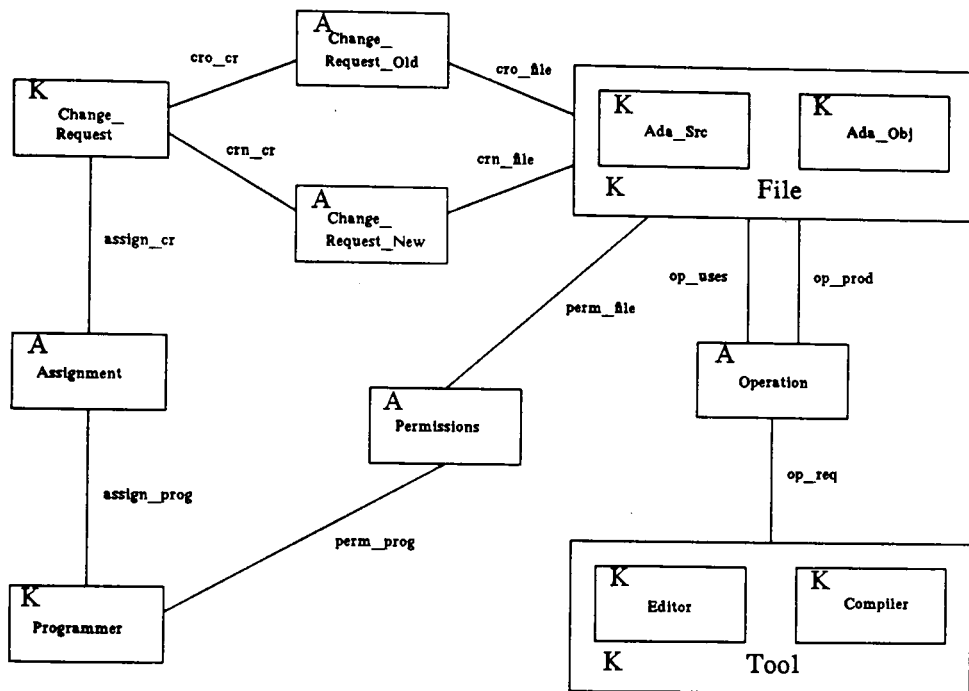 A
Change_
Request_Old
cro_cr
cro_file
K
Change_
Request
K
Ada_Src
K
Ada_Obj
K
File
crn_cr
crn_file
A
Change_
Request_New
assign_cr
op_uses
op_prod
perm_file
A
Assignment
A
Operation
A
Permissions
assign_prog
op_req
perm_prog
K
Programmer
K
Editor
K
Compiler
K
Tool